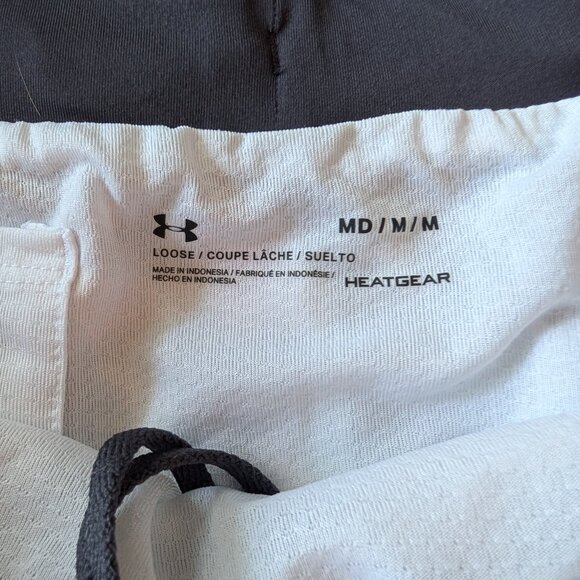 MD / M / M
LOOSE / COUPE LÂCHE / SUELTO
MADE IN INDONESIA / FABRIQUÉ EN INDONÉSIE /
HECHO EN INDONESIA
HEATGEAR